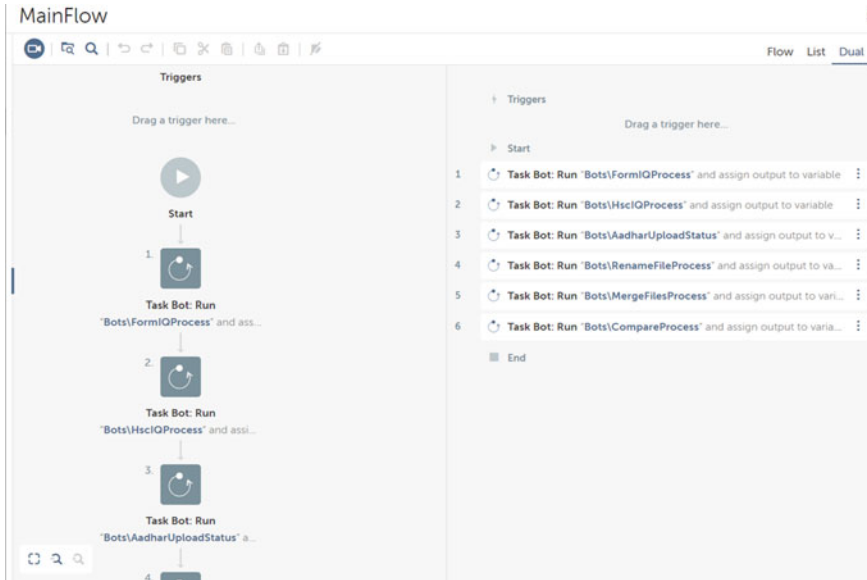 MainFlow
Flow List Dual
Triggers
Drag a trigger here...
Start
1.
Task Bot: Run
"Bots\FormIQProcess" and ass...
2.
Task Bot: Run
"Bots\HscIQProcess" and assi...
3.
Task Bot: Run
"Bots\AadharUploadStatus" a...
4.
Triggers
Drag a trigger here...
Start
1 Task Bot: Run "Bots\FormIQProcess" and assign output to variable
2 Task Bot: Run "Bots\HscIQProcess" and assign output to variable
3 Task Bot: Run "Bots\AadharUploadStatus" and assign output to v...
4 Task Bot: Run "Bots\RenameFileProcess" and assign output to va...
5 Task Bot: Run "Bots\MergeFilesProcess" and assign output to vari...
6 Task Bot: Run "Bots\CompareProcess" and assign output to varia...
End